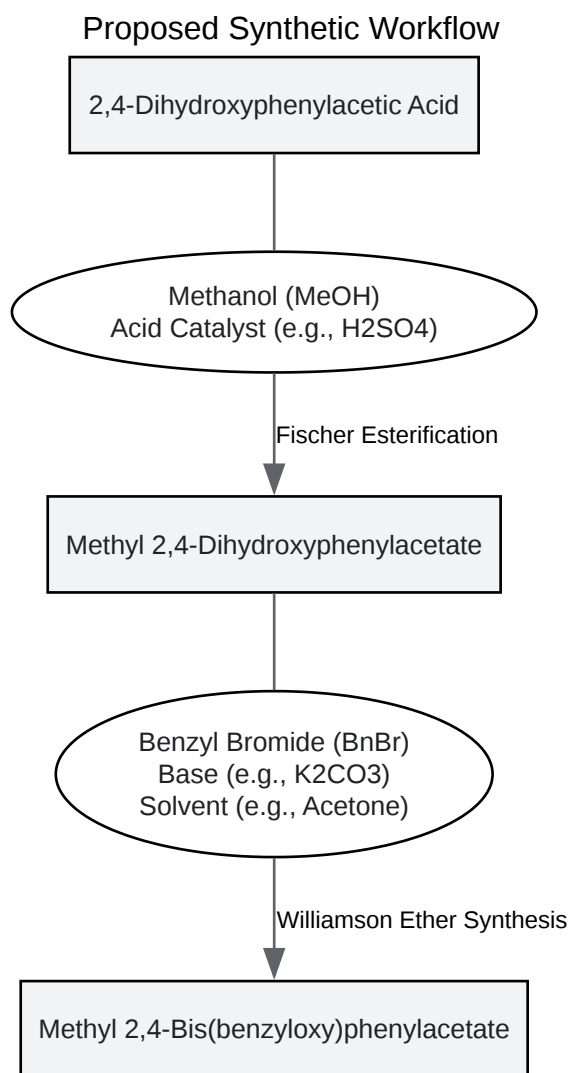 Proposed Synthetic Workflow
2,4-Dihydroxyphenylacetic Acid
Methanol (MeOH)
Acid Catalyst (e.g., H2SO4)
Fischer Esterification
Methyl 2,4-Dihydroxyphenylacetate
Benzyl Bromide (BnBr)
Base (e.g., K2CO3)
Solvent (e.g., Acetone)
Williamson Ether Synthesis
Methyl 2,4-Bis(benzyloxy)phenylacetate